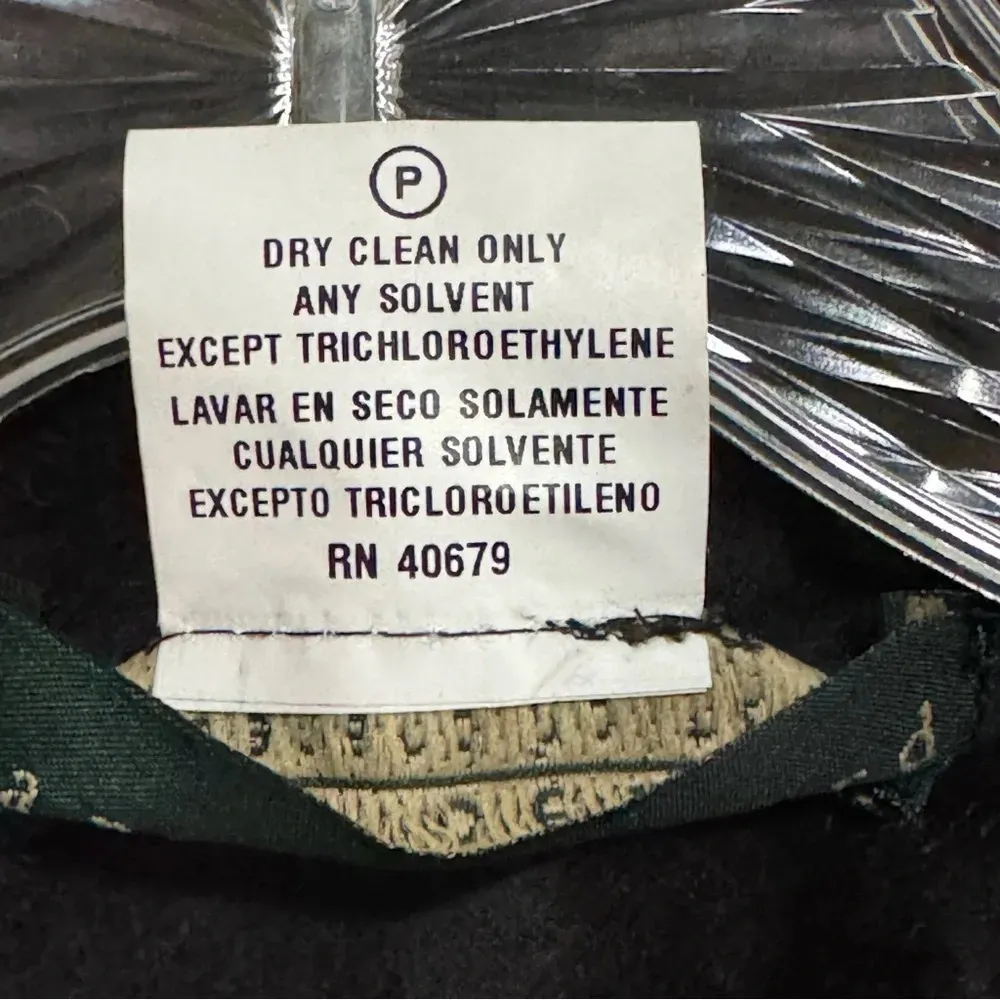 P
DRY CLEAN ONLY
ANY SOLVENT
EXCEPT TRICHLOROETHYLENE
LAVAR EN SECO SOLAMENTE
CUALQUIER SOLVENTE
EXCEPTO TRICLOROETILENO
RN 40679